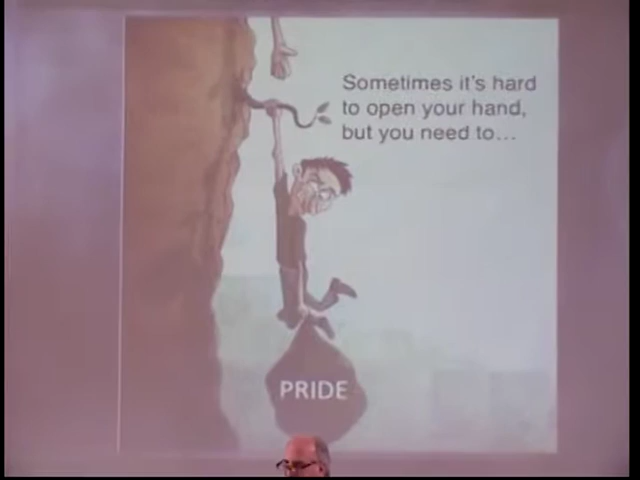 Sometimes it's hard
to open your hand,
but you need to...
PRIDE